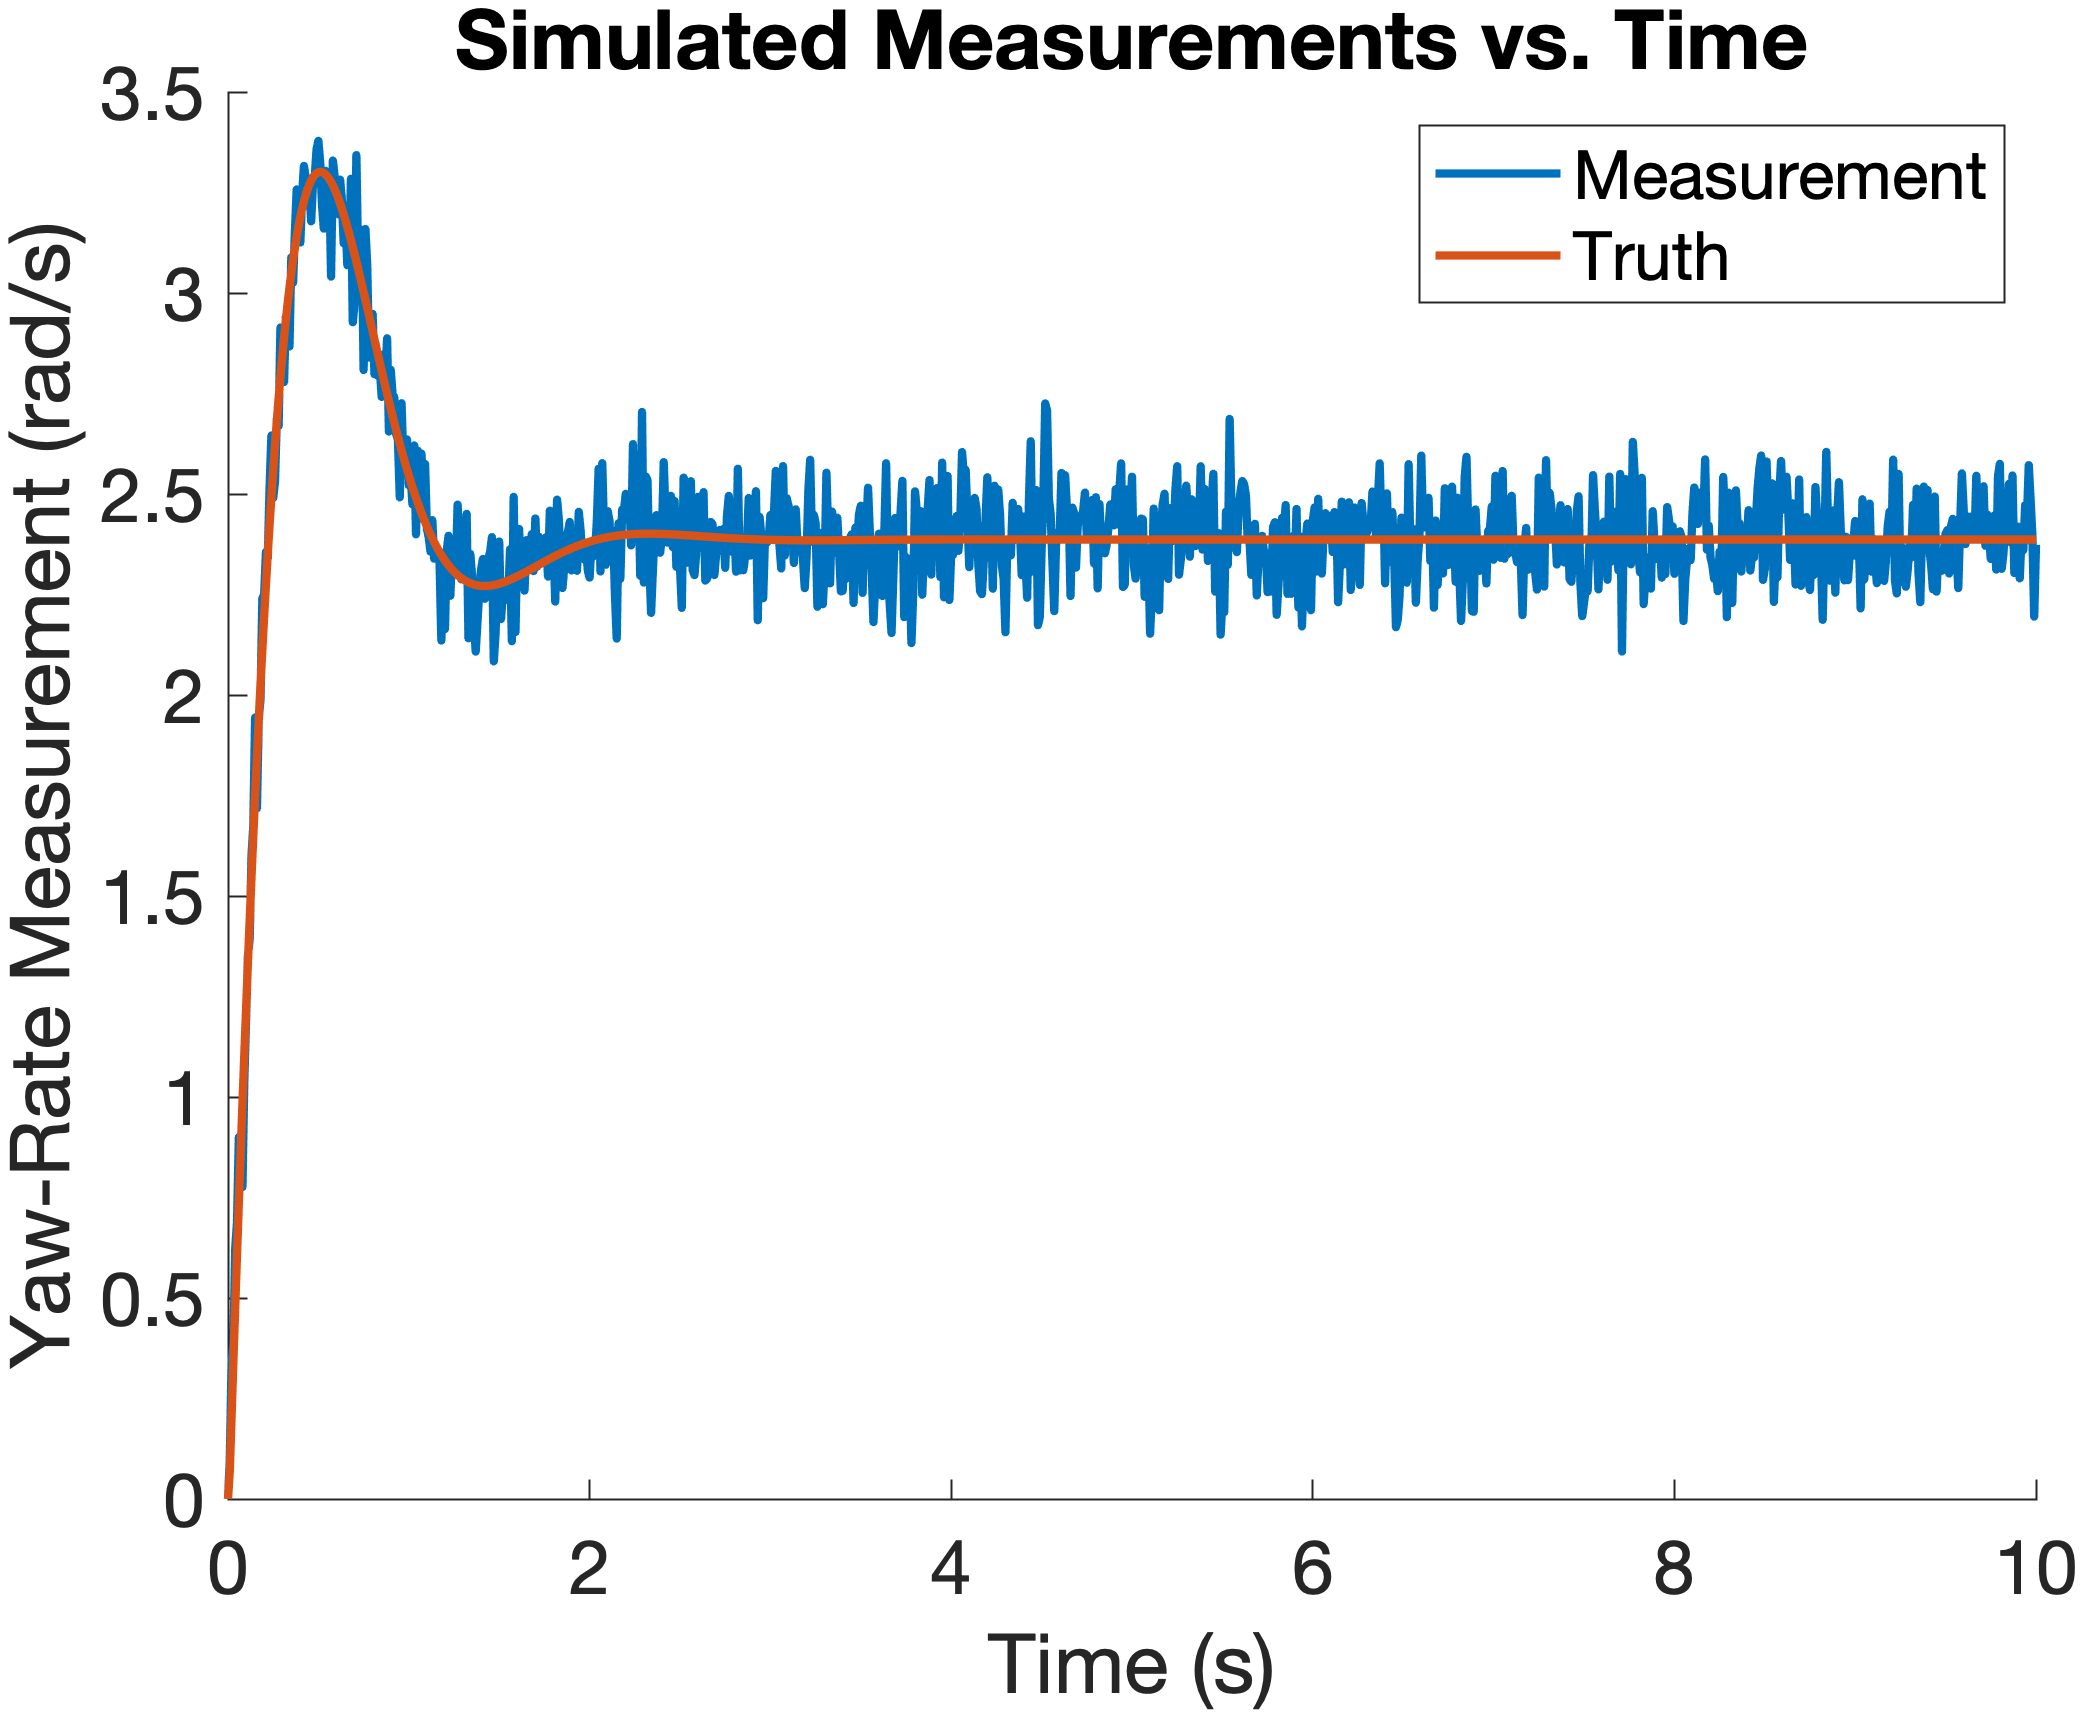 Simulated Measurements vs. Time
Yaw-Rate Measurement (rad/s)
3.5
3
2.5
2
1.5
1
0.5
0
Measurement
Truth
0 2 4 6 8 10
Time (s)